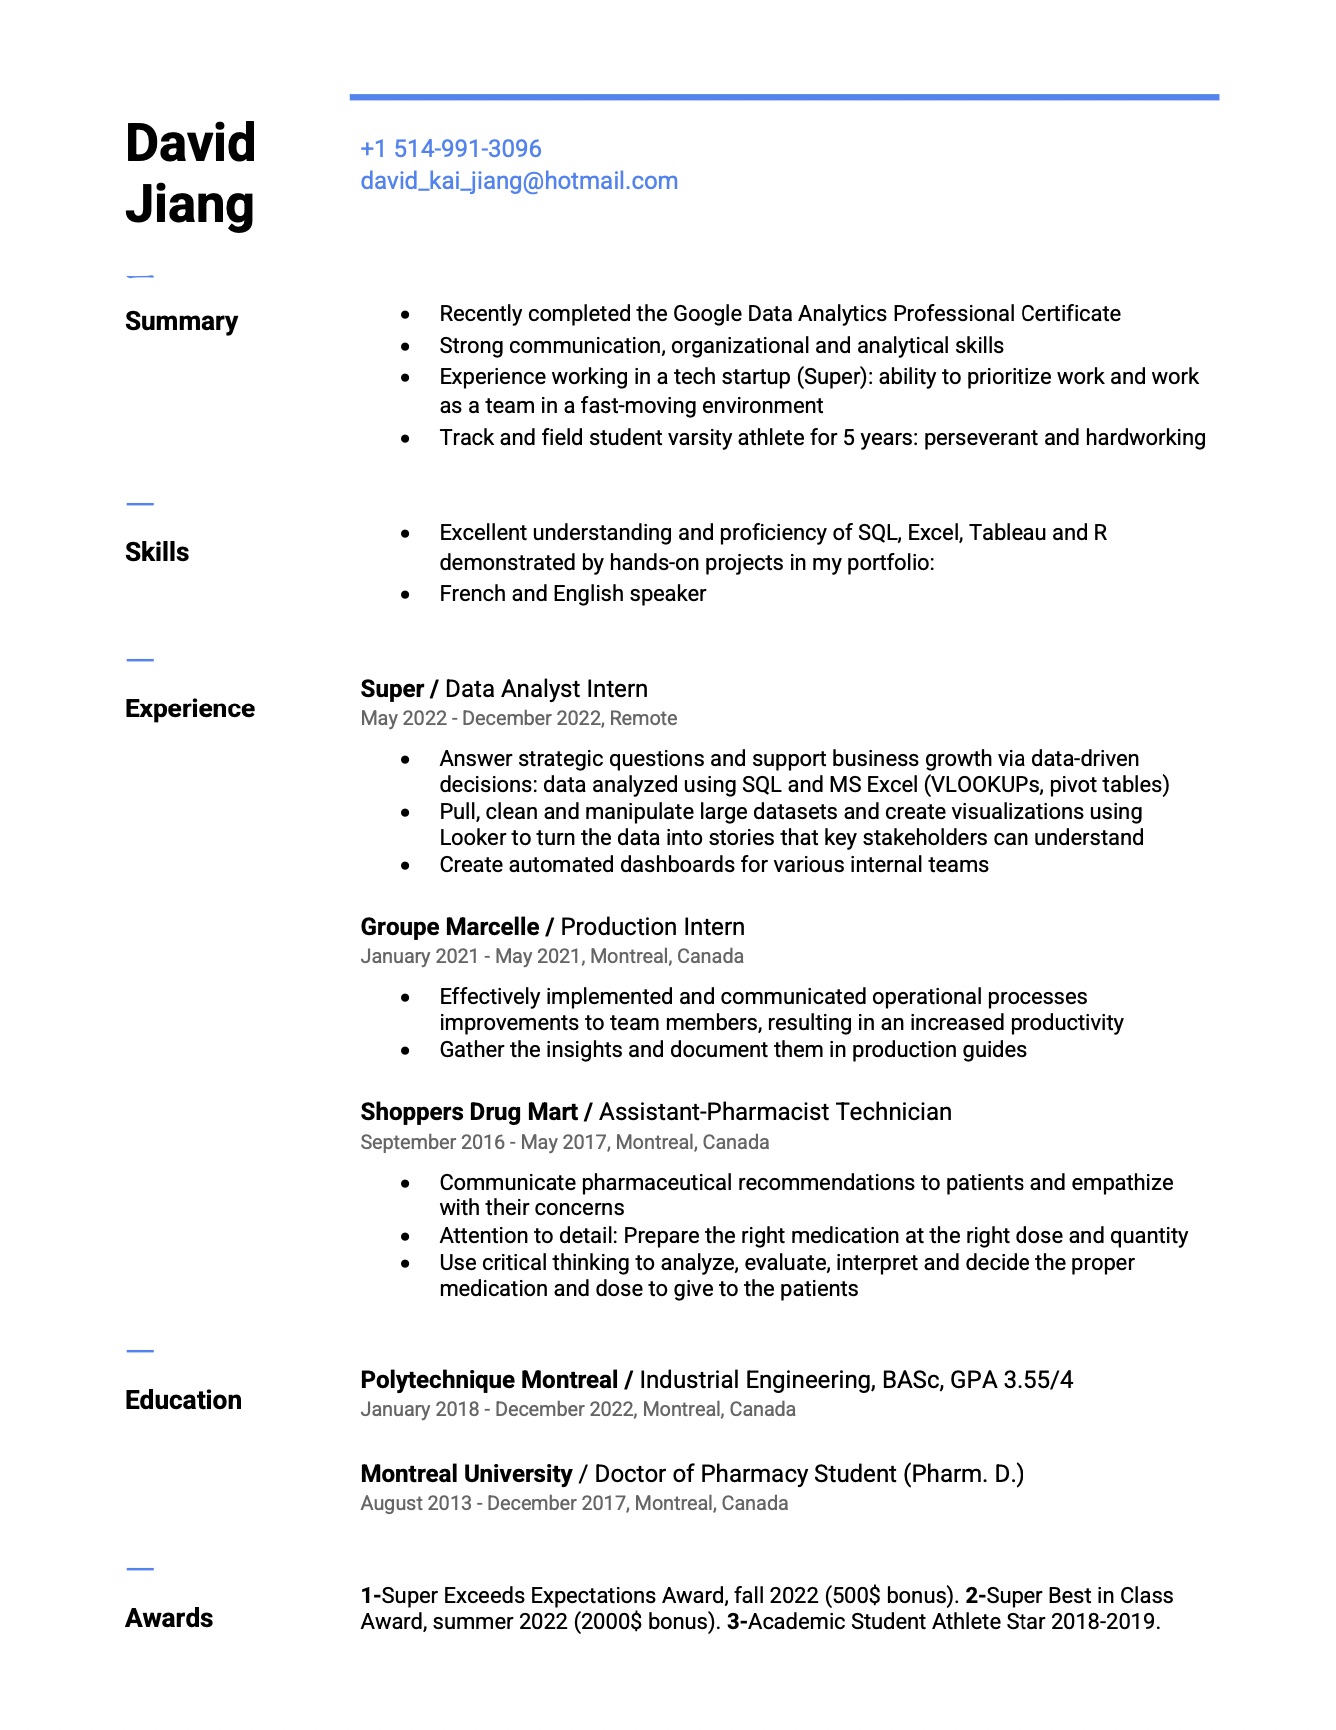 David
Jiang
+1 514-991-3096
david_kai_jiang@hotmail.com
Summary
● Recently completed the Google Data Analytics Professional Certificate
● Strong communication, organizational and analytical skills
● Experience working in a tech startup (Super): ability to prioritize work and work
as a team in a fast-moving environment
● Track and field student varsity athlete for 5 years: perseverant and hardworking
Skills
● Excellent understanding and proficiency of SQL, Excel, Tableau and R
demonstrated by hands-on projects in my portfolio:
● French and English speaker
Experience
Super / Data Analyst Intern
May 2022 - December 2022, Remote
● Answer strategic questions and support business growth via data-driven
decisions: data analyzed using SQL and MS Excel (VLOOKUPs, pivot tables)
● Pull, clean and manipulate large datasets and create visualizations using
Looker to turn the data into stories that key stakeholders can understand
● Create automated dashboards for various internal teams
Groupe Marcelle / Production Intern
January 2021 - May 2021, Montreal, Canada
● Effectively implemented and communicated operational processes
improvements to team members, resulting in an increased productivity
● Gather the insights and document them in production guides
Shoppers Drug Mart / Assistant-Pharmacist Technician
September 2016 - May 2017, Montreal, Canada
● Communicate pharmaceutical recommendations to patients and empathize
with their concerns
● Attention to detail: Prepare the right medication at the right dose and quantity
● Use critical thinking to analyze, evaluate, interpret and decide the proper
medication and dose to give to the patients
Education
Polytechnique Montreal / Industrial Engineering, BASc, GPA 3.55/4
January 2018 - December 2022, Montreal, Canada
Montreal University / Doctor of Pharmacy Student (Pharm. D.)
August 2013 - December 2017, Montreal, Canada
Awards
1-Super Exceeds Expectations Award, fall 2022 (500$ bonus). 2-Super Best in Class
Award, summer 2022 (2000$ bonus). 3-Academic Student Athlete Star 2018-2019.